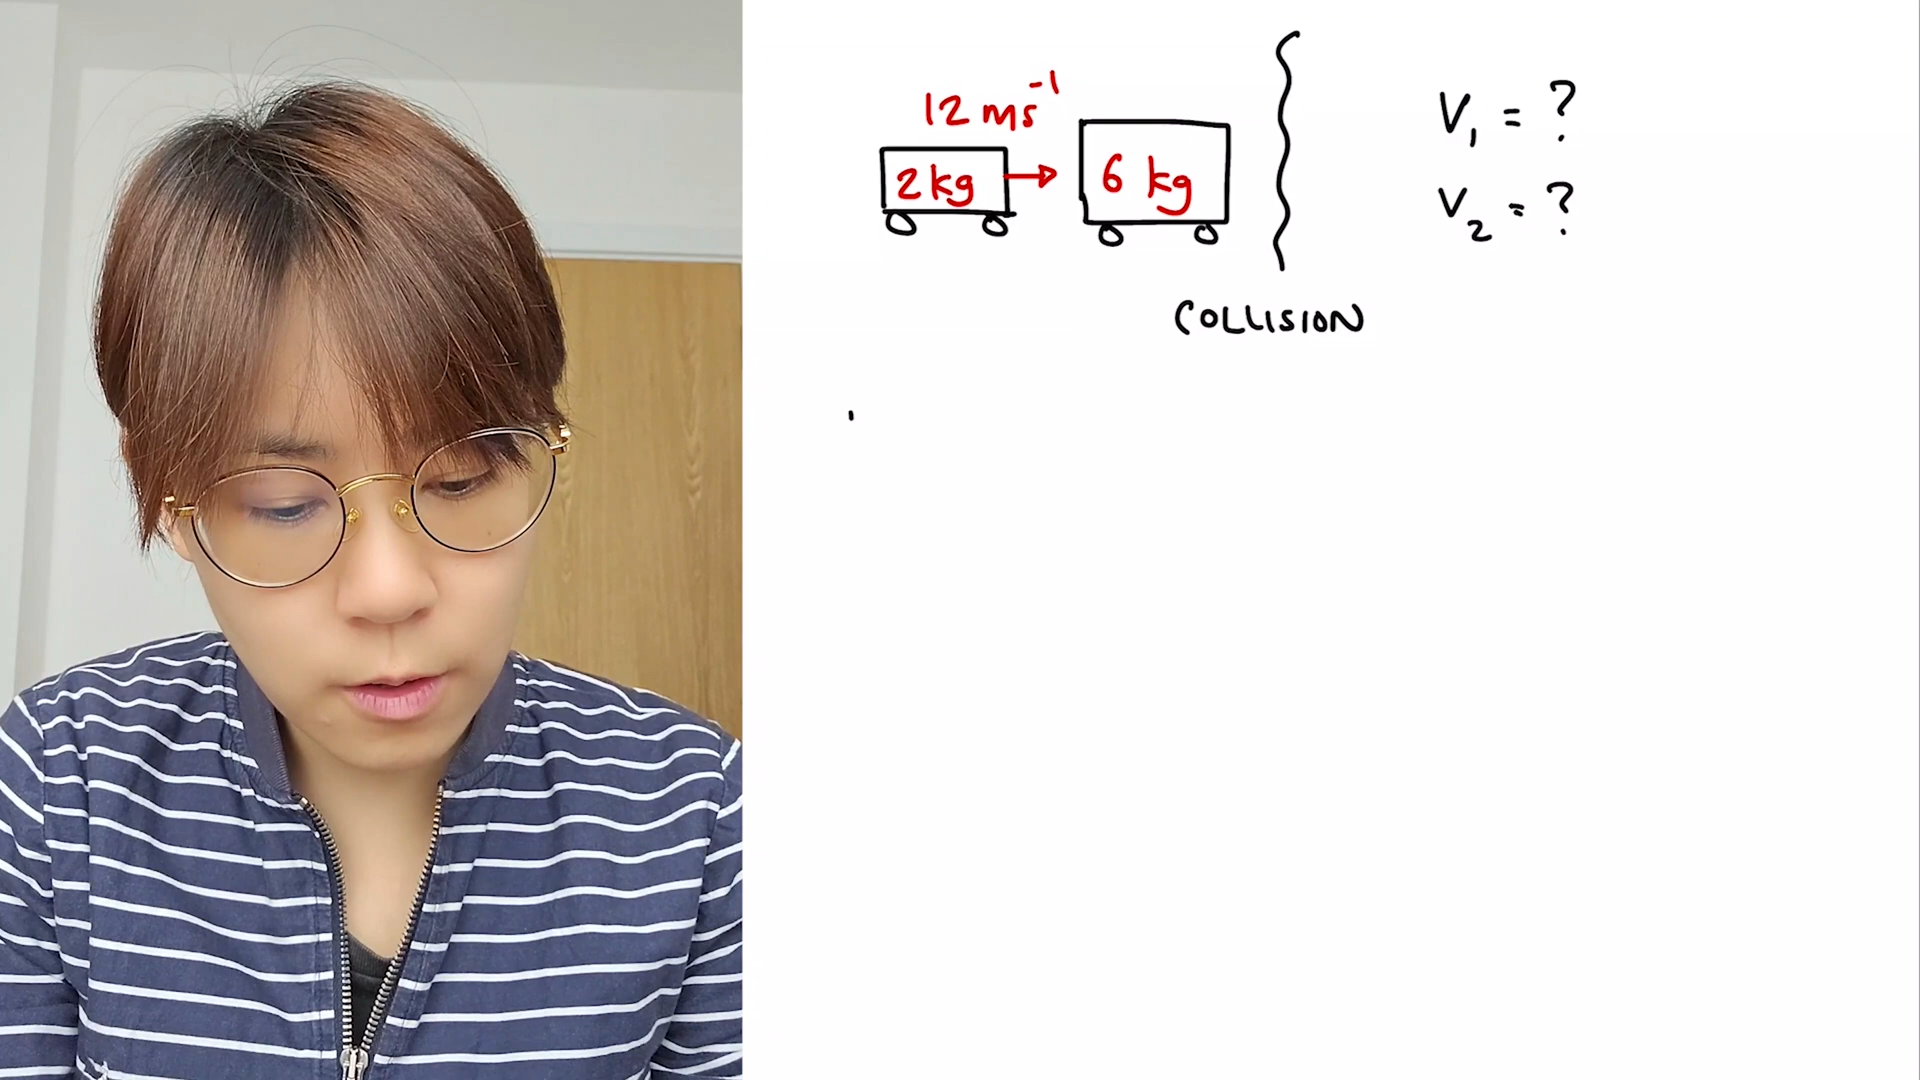 12 ms⁻¹
2kg
6 kg
V₁ = ?
V₂ = ?
COLLISION